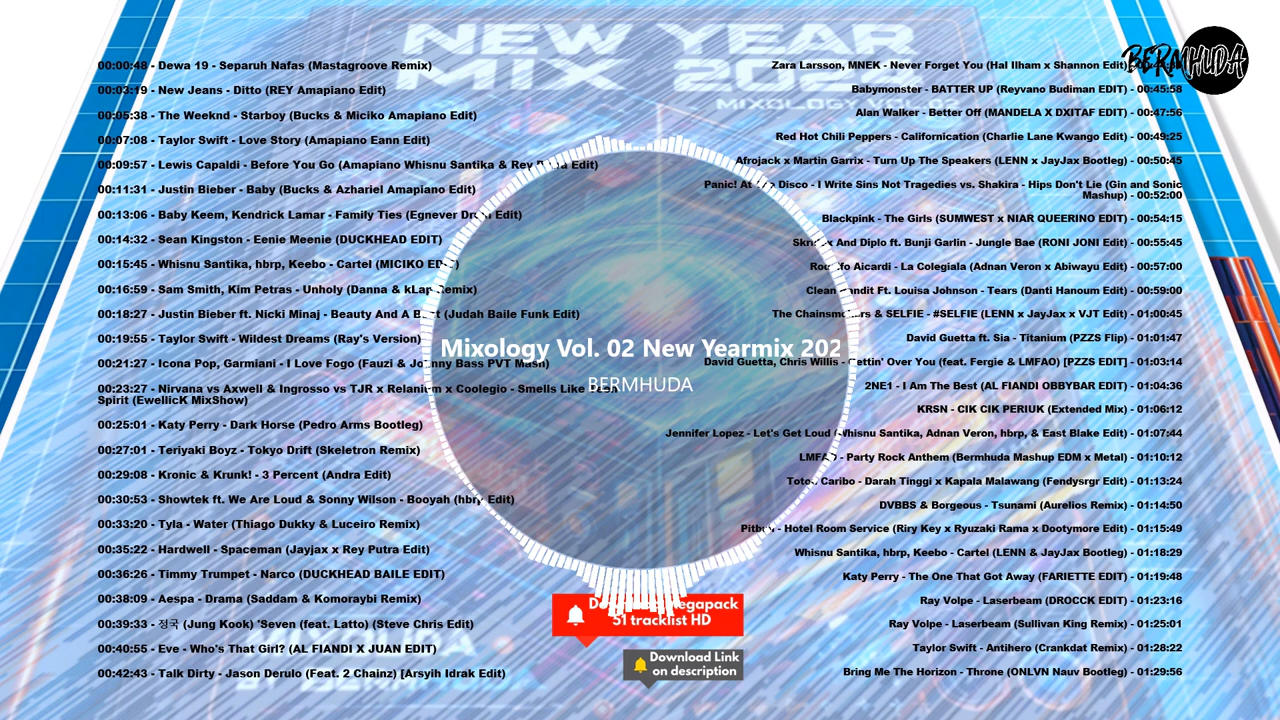 NEW YEAR
MIX 202
MIXOLOGY VOL
BERMHUDA
00:00:48 - Dewa 19 - Separuh Nafas (Mastagroove Remix)
00:03:19 - New Jeans - Ditto (REY Amapiano Edit)
00:05:38 - The Weeknd - Starboy (Bucks & Miciko Amapiano Edit)
00:07:08 - Taylor Swift - Love Story (Amapiano Eann Edit)
00:09:57 - Lewis Capaldi - Before You Go (Amapiano Whisnu Santika & Rey Edit)
00:11:31 - Justin Bieber - Baby (Bucks & Azhariel Amapiano Edit)
00:13:06 - Baby Keem, Kendrick Lamar - Family Ties (Egnever Edit)
00:14:32 - Sean Kingston - Eenie Meenie (DUCKHEAD EDIT)
00:15:45 - Whisnu Santika, hbrp, Keebo - Cartel (MICIKO EDIT)
00:16:59 - Sam Smith, Kim Petras - Unholy (Danna & kLap Remix)
00:18:27 - Justin Bieber ft. Nicki Minaj - Beauty And A Beat (Judah Baile Funk Edit)
00:19:55 - Taylor Swift - Wildest Dreams (Ray's Version)
00:21:27 - Icona Pop, Garmiani - I Love Fogo (Fauzi & Johnny Bass PVT Mash)
00:23:27 - Nirvana vs Axwell & Ingrosso vs TJR x Relanium x Coolegio - Smells Like Teen
Spirit (EwellicK MixShow)
00:25:01 - Katy Perry - Dark Horse (Pedro Arms Bootleg)
00:27:01 - Teriyaki Boyz - Tokyo Drift (Skeletron Remix)
00:29:08 - Kronic & Krunk! - 3 Percent (Andra Edit)
00:30:53 - Showtek ft. We Are Loud & Sonny Wilson - Booyah (hbrp Edit)
00:33:20 - Tyla - Water (Thiago Dukky & Luceiro Remix)
00:35:22 - Hardwell - Spaceman (Jayjax x Rey Putra Edit)
00:36:26 - Timmy Trumpet - Narco (DUCKHEAD BAILE EDIT)
00:38:09 - Aespa - Drama (Saddam & Komoraybi Remix)
00:39:33 - 정국 (Jung Kook) 'Seven (feat. Latto) (Steve Chris Edit)
00:40:55 - Eve - Who's That Girl? (AL FIANDI X JUAN EDIT)
00:42:43 - Talk Dirty - Jason Derulo (Feat. 2 Chainz) [Arsyih Idrak Edit)
Mixology Vol. 02 New Yearmix 202
BERMHUDA
Megapack
51 tracklist HD
Download Link
on description
Zara Larsson, MNEK - Never Forget You (Hal Ilham x Shannon Edit)
Babymonster - BATTER UP (Reyvano Budiman EDIT) - 00:45:58
Alan Walker - Better Off (MANDELA X DXITAF EDIT) - 00:47:56
Red Hot Chili Peppers - Californication (Charlie Lane Kwango Edit) - 00:49:25
Afrojack x Martin Garrix - Turn Up The Speakers (LENN x JayJax Bootleg) - 00:50:45
Panic! At The Disco - I Write Sins Not Tragedies vs. Shakira - Hips Don't Lie (Gin and Sonic
Mashup) - 00:52:00
Blackpink - The Girls (SUMWEST x NIAR QUEERINO EDIT) - 00:54:15
Skrillex And Diplo ft. Bunji Garlin - Jungle Bae (RONI JONI Edit) - 00:55:45
Rodolfo Aicardi - La Colegiala (Adnan Veron x Abiwayu Edit) - 00:57:00
Clean Bandit Ft. Louisa Johnson - Tears (Danti Hanoum Edit) - 00:59:00
The Chainsmokers & SELFIE - #SELFIE (LENN x JayJax x VJT Edit) - 01:00:45
David Guetta ft. Sia - Titanium (PZZS Flip) - 01:01:47
David Guetta, Chris Willis - Gettin' Over You (feat. Fergie & LMFAO) [PZZS EDIT] - 01:03:14
2NE1 - I Am The Best (AL FIANDI OBBYBAR EDIT) - 01:04:36
KRSN - CIK CIK PERIUK (Extended Mix) - 01:06:12
Jennifer Lopez - Let's Get Loud (Whisnu Santika, Adnan Veron, hbrp, & East Blake Edit) - 01:07:44
LMFAO - Party Rock Anthem (Bermhuda Mashup EDM x Metal) - 01:10:12
Toton Caribo - Darah Tinggi x Kapala Malawang (Fendysrgr Edit) - 01:13:24
DVBBS & Borgeous - Tsunami (Aurelios Remix) - 01:14:50
Pitbull - Hotel Room Service (Riry Key x Ryuzaki Rama x Dootymore Edit) - 01:15:49
Whisnu Santika, hbrp, Keebo - Cartel (LENN & JayJax Bootleg) - 01:18:29
Katy Perry - The One That Got Away (FARIETTE EDIT) - 01:19:48
Ray Volpe - Laserbeam (DROCCK EDIT) - 01:23:16
Ray Volpe - Laserbeam (Sullivan King Remix) - 01:25:01
Taylor Swift - Antihero (Crankdat Remix) - 01:28:22
Bring Me The Horizon - Throne (ONLVN Nauv Bootleg) - 01:29:56